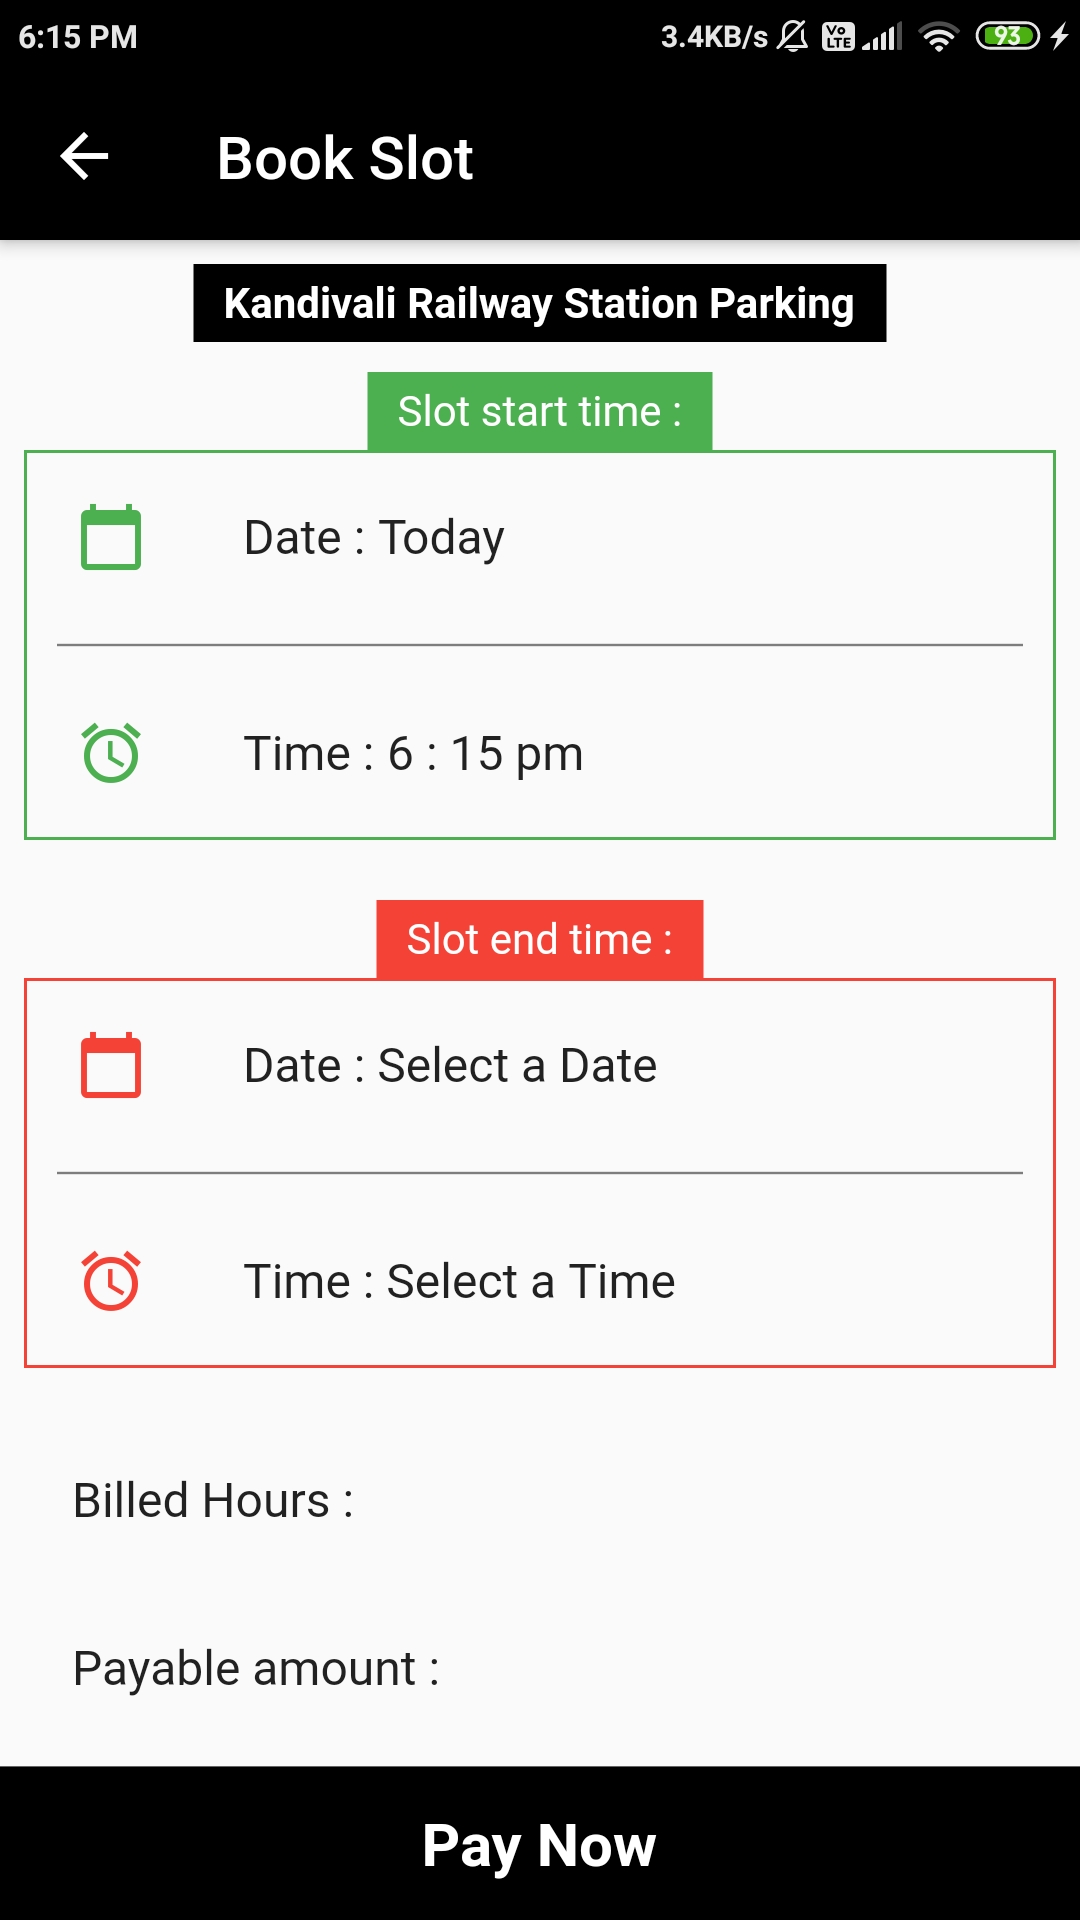 6:15 PM 3.4KB/s Vo LTE 93
Book Slot
Kandivali Railway Station Parking
Slot start time :
Date : Today
Time : 6 : 15 pm
Slot end time :
Date : Select a Date
Time : Select a Time
Billed Hours :
Payable amount :
Pay Now